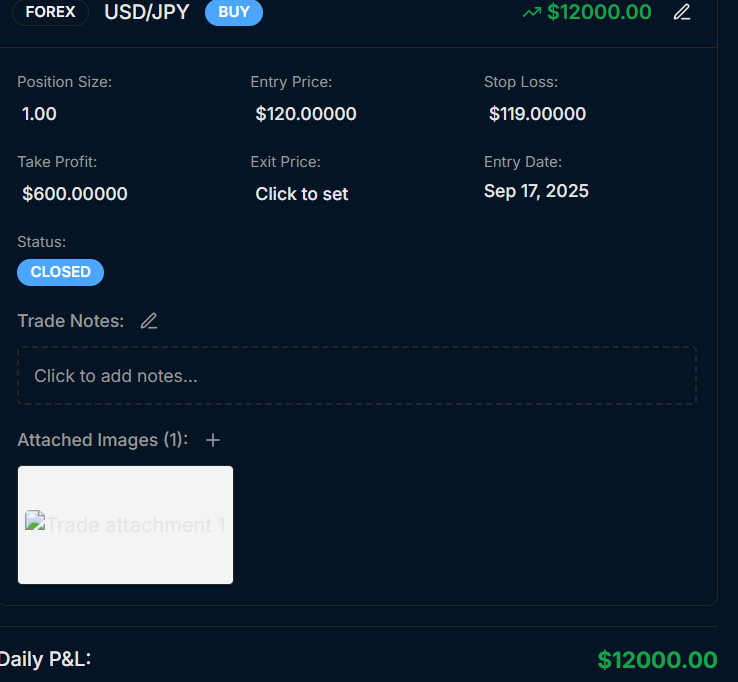 FOREX USD/JPY BUY $12000.00
Position Size: Entry Price: Stop Loss:
1.00 $120.00000 $119.00000
Take Profit: Exit Price: Entry Date:
$600.00000 Click to set Sep 17, 2025
Status:
CLOSED
Trade Notes:
Click to add notes...
Attached Images (1):
Trade attachment 1
Daily P&L: $12000.00